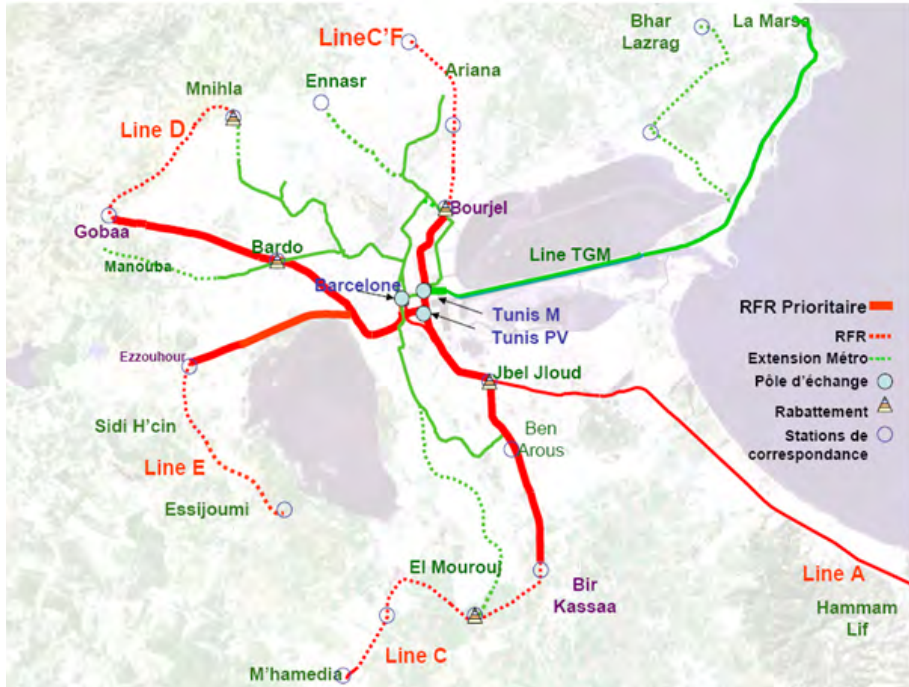 LineC'F
Bhar
Lazrag
La Marsa
Ariana
Ennasr
Mnihla
Line D
Gobaa
Bourjel
Bardo
Manouba
Line TGM
Barcelone
Tunis M
Tunis PV
Ezzouhour
Jbel Jloud
Sidi H'cin
Ben
Arous
Line E
Essijoumi
El Mourouj
Bir
Kassaa
Line A
Hammam
Lif
Line C
M'hamedia
RFR Prioritaire
RFR
Extension Métro
Pôle d'échange
Rabattement
Stations de
correspondance